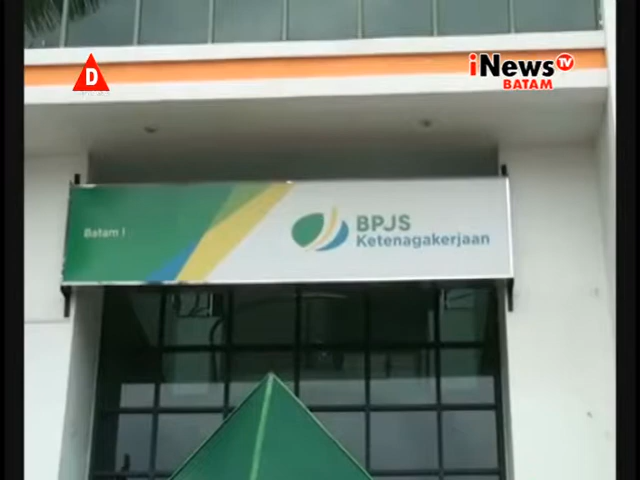 D
iNews TV
BATAM
Batam I
BPJS
Ketenagakerjaan